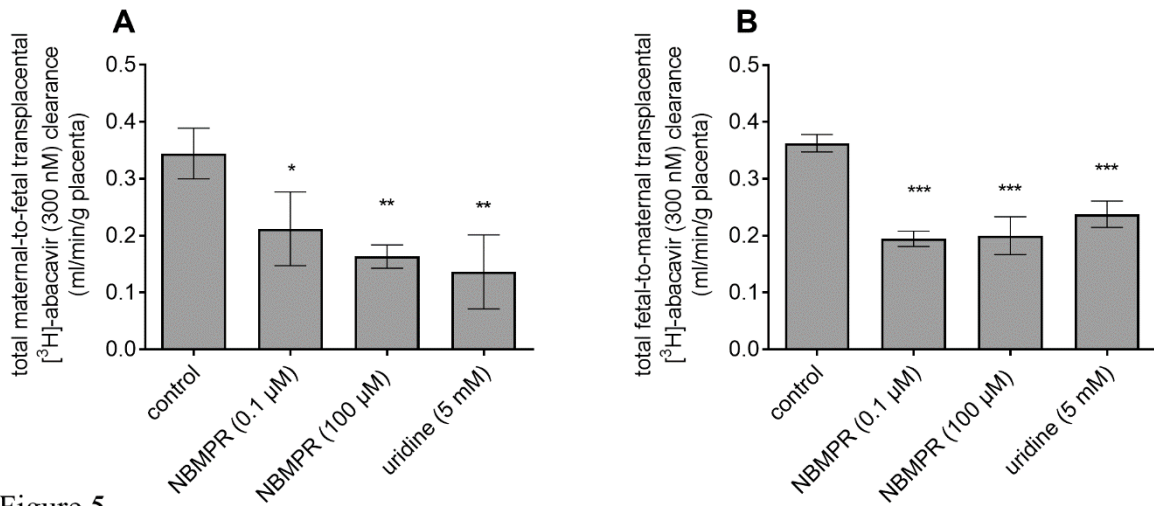 A
total maternal-to-fetal transplacental
[³H]-abacavir (300 nM) clearance
(ml/min/g placenta)
0.5
0.4
0.3
0.2
0.1
0.0
*
**
**
control
NBMPR (0.1 µM)
NBMPR (100 µM)
uridine (5 mM)
B
total fetal-to-maternal transplacental
[³H]-abacavir (300 nM) clearance
(ml/min/g placenta)
0.5
0.4
0.3
0.2
0.1
0.0
***
***
***
control
NBMPR (0.1 µM)
NBMPR (100 µM)
uridine (5 mM)
Figure 5